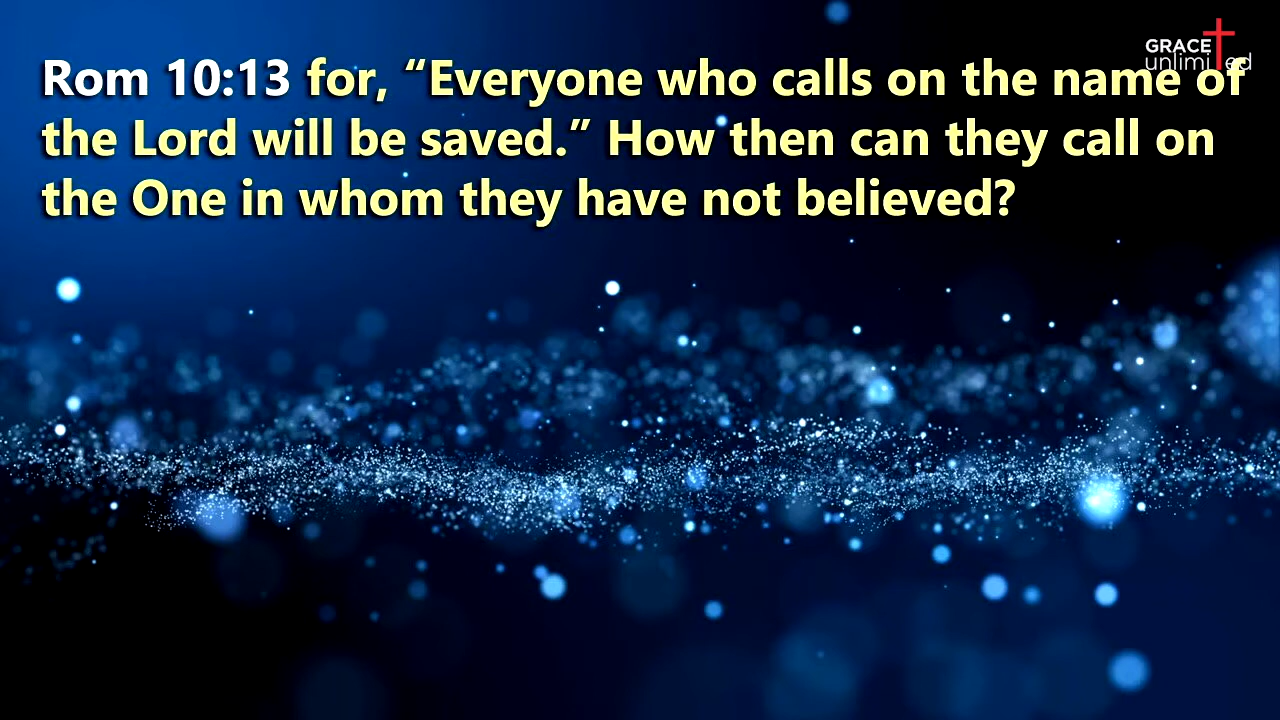 GRACE
unlimited
Rom 10:13 for, “Everyone who calls on the name of
the Lord will be saved.” How then can they call on
the One in whom they have not believed?